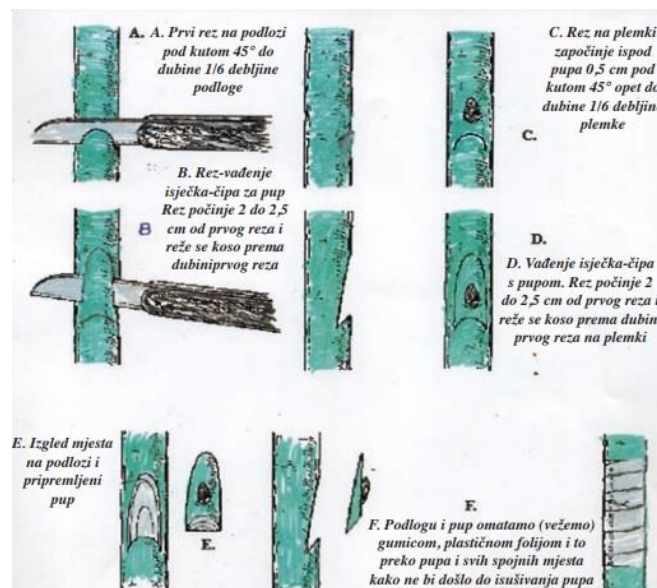 A. A. Prvi rez na podlozi
pod kutom 45° do
dubine 1/6 debljine
podloge
C. Rez na plemki
započinje ispod
pupa 0,5 cm pod
kutom 45° opet do
dubine 1/6 debljine
plemke
C.
B. Rez-vađenje
isječka-čipa za pup
Rez počinje 2 do 2,5
cm od prvog reza i
reže se koso prema
dubiniprvog reza
B
D.
D. Vađenje isječka-čipa
s pupom. Rez počinje 2
do 2,5 cm od prvog reza i
reže se koso prema dubini
prvog reza na plemki
E. Izgled mjesta
na podlozi i
pripremljeni
pup
E.
F.
F. Podlogu i pup omatamo (vežemo)
gumicom, plastičnom folijom i to
preko pupa i svih spojnih mjesta
kako ne bi došlo do isušivanja pupa